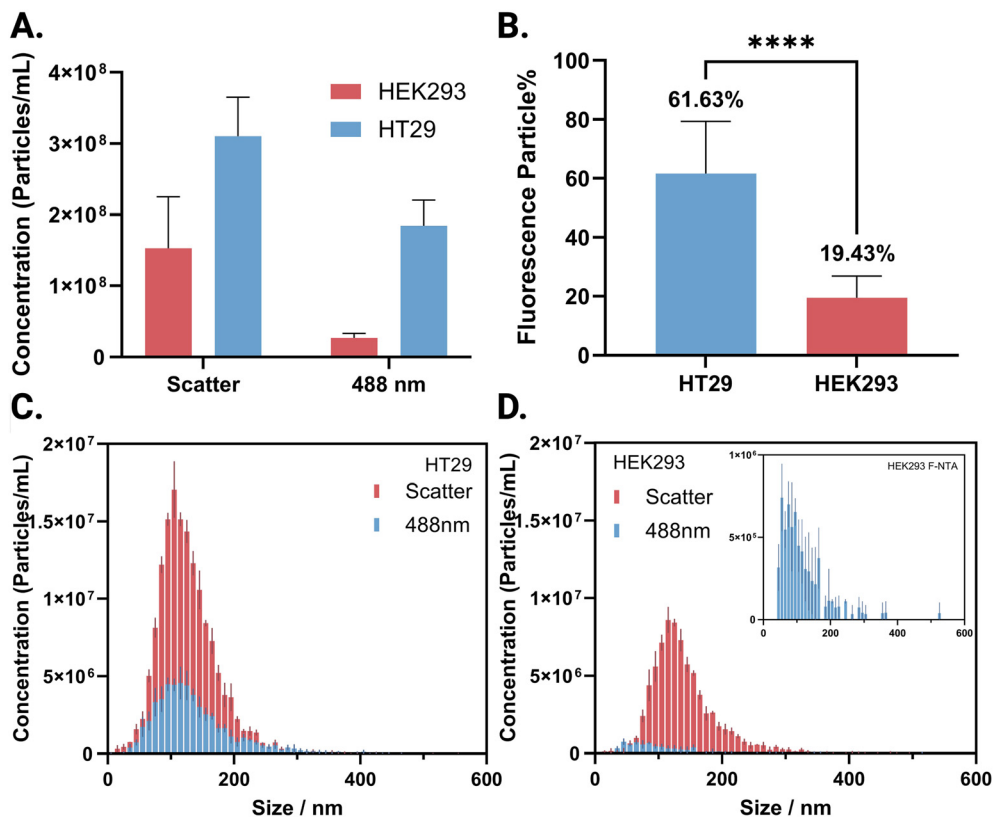 A.
Concentration (Particles/mL)
4×10⁸
3×10⁸
2×10⁸
1×10⁸
0
HEK293
HT29
Scatter
488 nm
B.
Fluorescence Particle%
100
80
60
40
20
0
****
61.63%
19.43%
HT29
HEK293
C.
Concentration (Particles/mL)
2×10⁷
1.5×10⁷
1×10⁷
5×10⁶
0
HT29
Scatter
488nm
0
200
400
600
Size / nm
D.
Concentration (Particles/mL)
2×10⁷
1.5×10⁷
1×10⁷
5×10⁶
0
HEK293
Scatter
488nm
1×10⁶
5×10⁵
0
HEK293 F-NTA
0
200
400
600
0
200
400
600
Size / nm